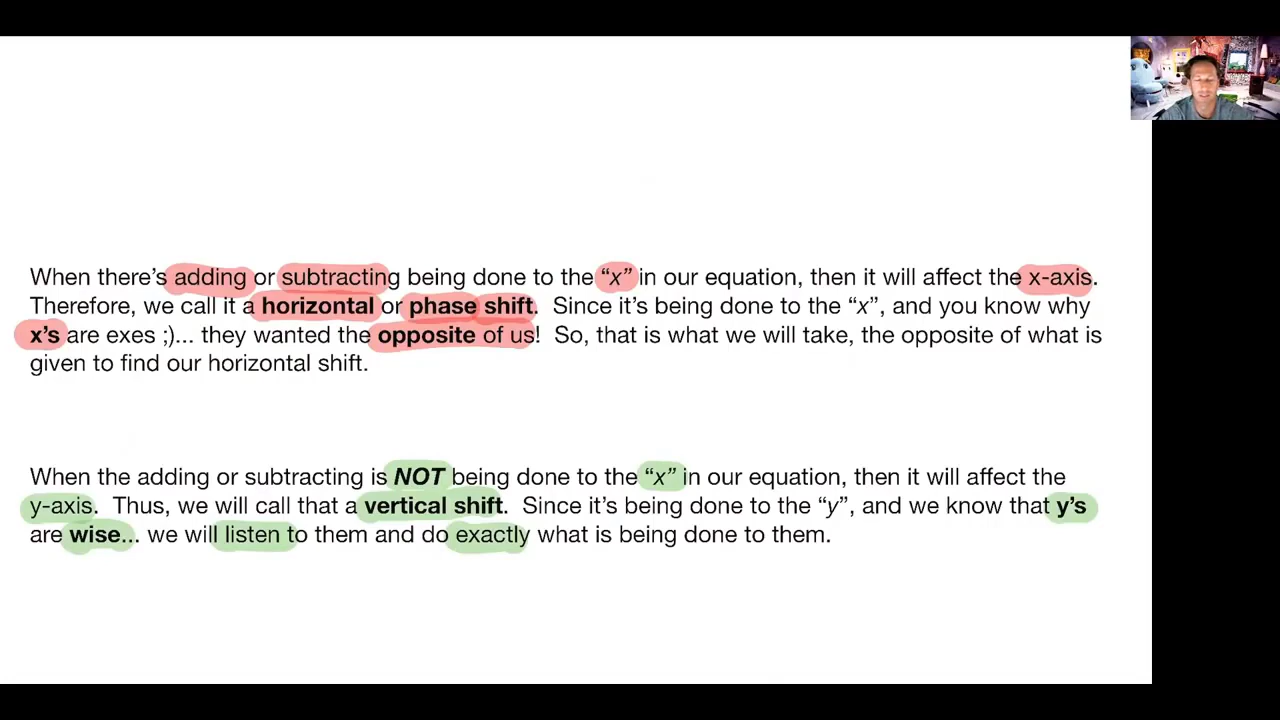 When there's adding or subtracting being done to the “x” in our equation, then it will affect the x-axis.
Therefore, we call it a horizontal or phase shift.  Since it's being done to the “x”, and you know why
x's are exes ;)... they wanted the opposite of us!  So, that is what we will take, the opposite of what is
given to find our horizontal shift.
When the adding or subtracting is NOT being done to the “x” in our equation, then it will affect the
y-axis.  Thus, we will call that a vertical shift.  Since it's being done to the “y”, and we know that y's
are wise... we will listen to them and do exactly what is being done to them.